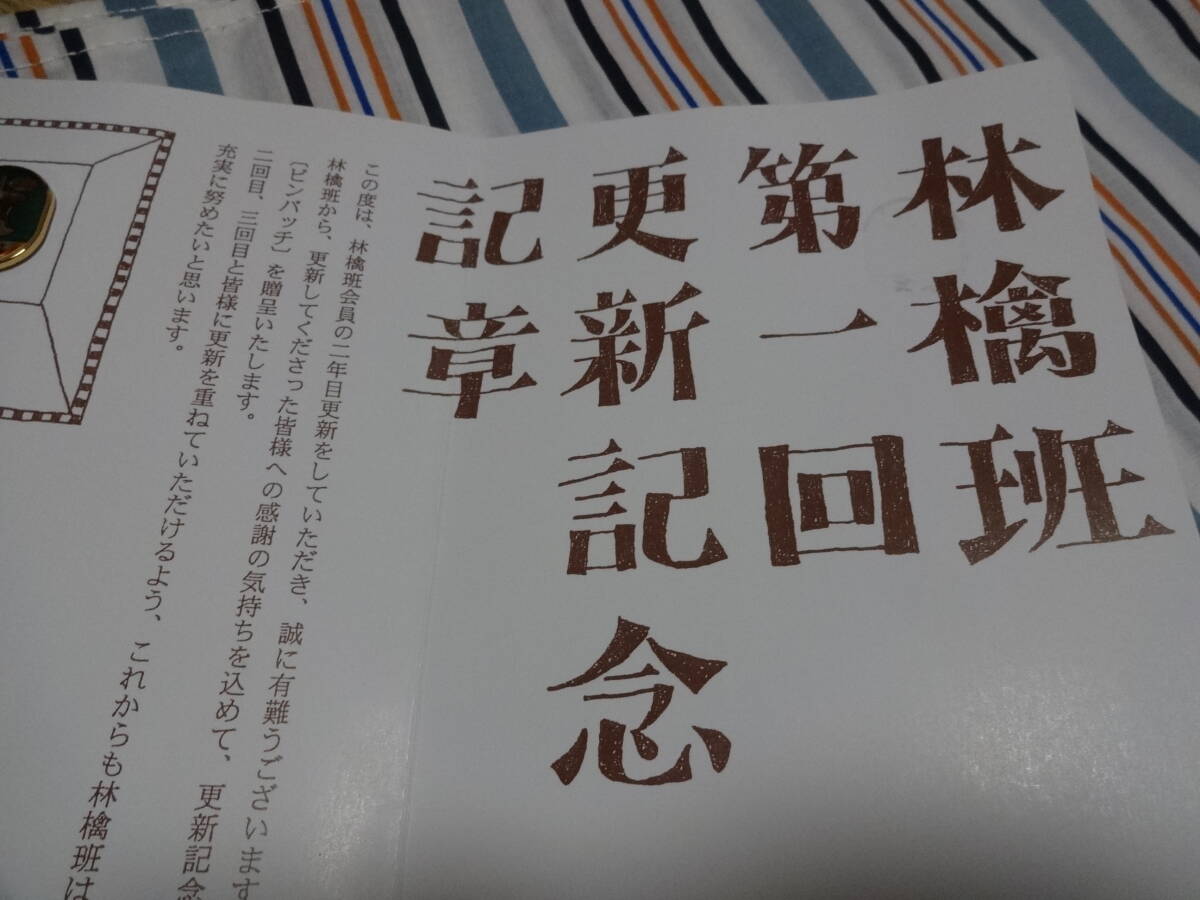 林檎班
第一回
更新記念
記章
この度は、林檎班会員の二年目更新をしていただき、誠に有難うございます
林檎班から、更新してくださった皆様への感謝の気持ちを込めて、更新記念
〔ピンバッチ〕を贈呈いたします。
二回目、三回目と皆様に更新を重ねていただけるよう、これからも林檎班は
充実に努めたいと思います。